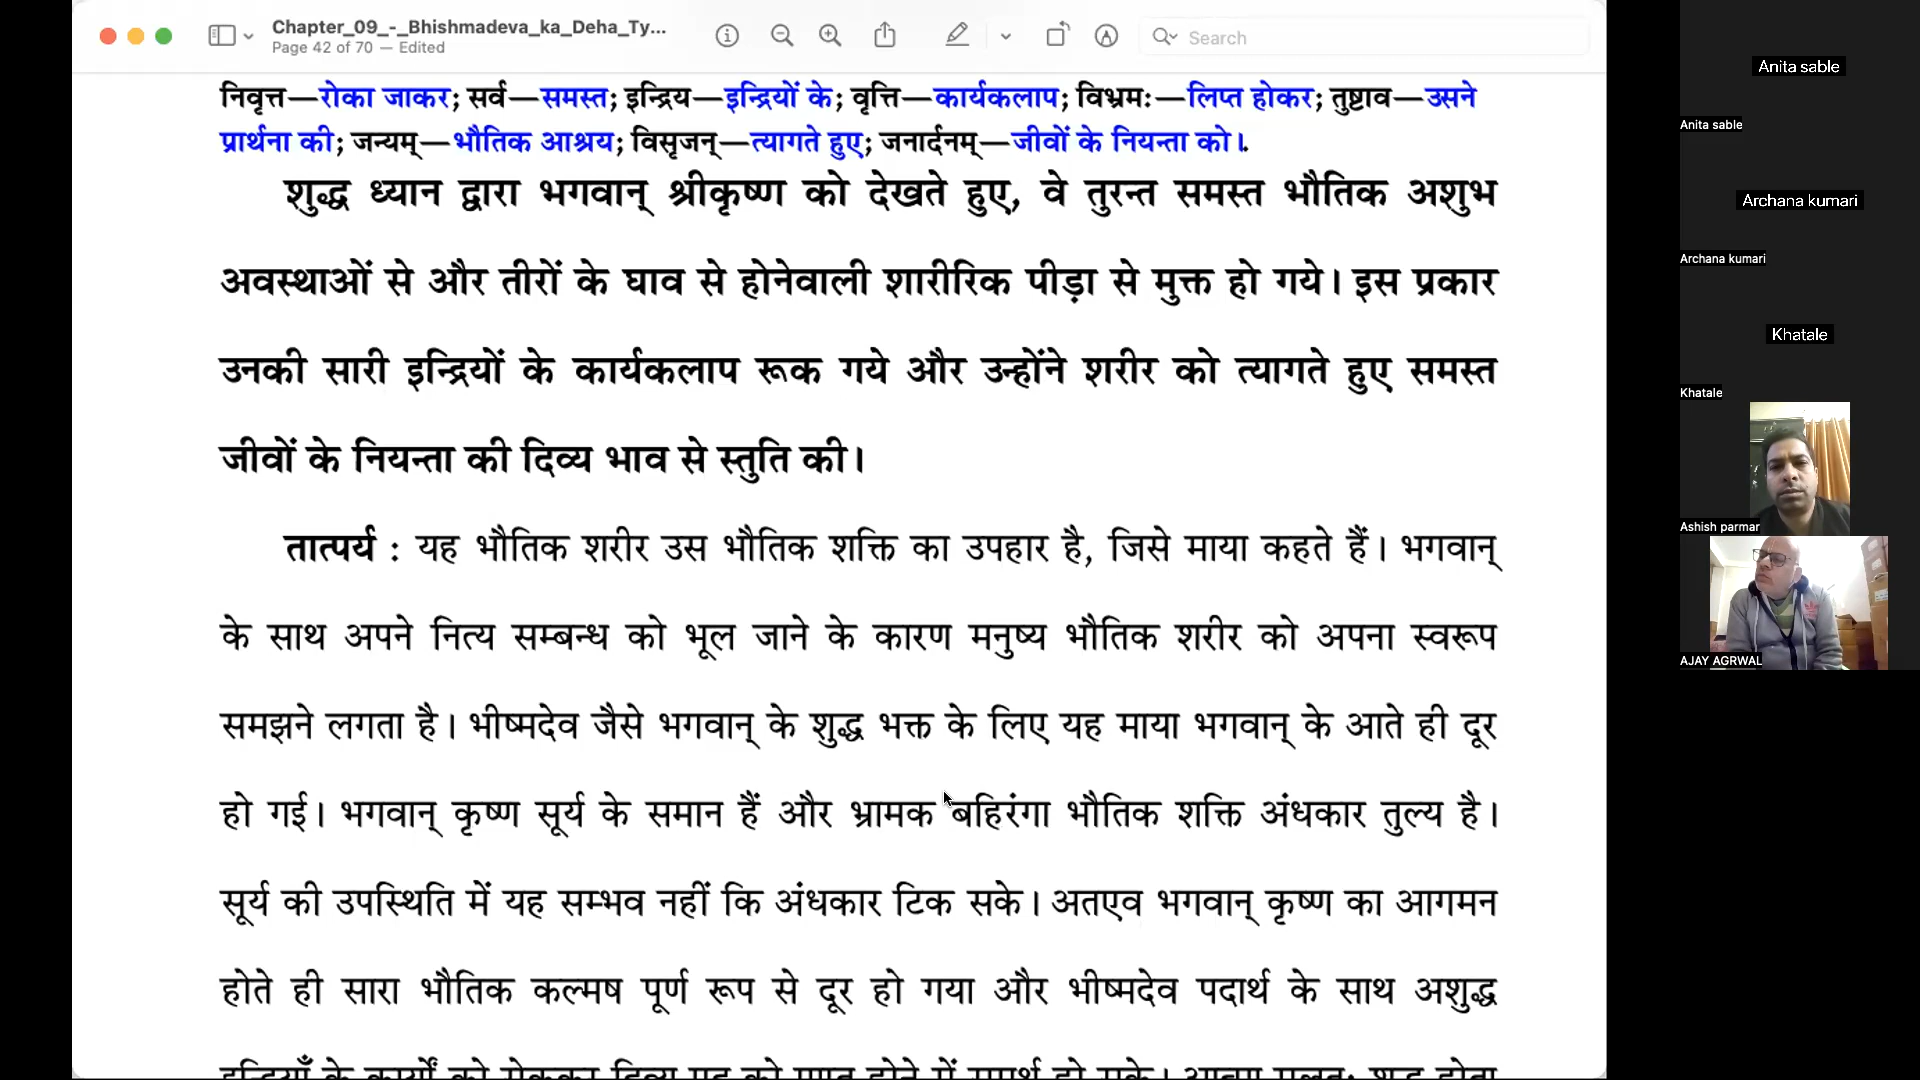 Chapter_09_-_Bhishmadeva_ka_Deha_Ty...
Page 42 of 70 — Edited
Search
निवृत्त—रोका जाकर; सर्व—समस्त; इन्द्रिय—इन्द्रियों के; वृत्ति—कार्यकलाप; विभ्रमः—लिप्त होकर; तुष्टाव—उसने
प्रार्थना की; जन्यम्—भौतिक आश्रय; विसृजन्—त्यागते हुए; जनार्दनम्—जीवों के नियन्ता को।.
शुद्ध ध्यान द्वारा भगवान् श्रीकृष्ण को देखते हुए, वे तुरन्त समस्त भौतिक अशुभ
अवस्थाओं से और तीरों के घाव से होनेवाली शारीरिक पीड़ा से मुक्त हो गये। इस प्रकार
उनकी सारी इन्द्रियों के कार्यकलाप रूक गये और उन्होंने शरीर को त्यागते हुए समस्त
जीवों के नियन्ता की दिव्य भाव से स्तुति की।
तात्पर्य : यह भौतिक शरीर उस भौतिक शक्ति का उपहार है, जिसे माया कहते हैं। भगवान्
के साथ अपने नित्य सम्बन्ध को भूल जाने के कारण मनुष्य भौतिक शरीर को अपना स्वरूप
समझने लगता है। भीष्मदेव जैसे भगवान् के शुद्ध भक्त के लिए यह माया भगवान् के आते ही दूर
हो गई। भगवान् कृष्ण सूर्य के समान हैं और भ्रामक बहिरंगा भौतिक शक्ति अंधकार तुल्य है।
सूर्य की उपस्थिति में यह सम्भव नहीं कि अंधकार टिक सके। अतएव भगवान् कृष्ण का आगमन
होते ही सारा भौतिक कल्मष पूर्ण रूप से दूर हो गया और भीष्मदेव पदार्थ के साथ अशुद्ध
Anita sable
Anita sable
Archana kumari
Archana kumari
Khatale
Khatale
Ashish parmar
AJAY AGRWAL